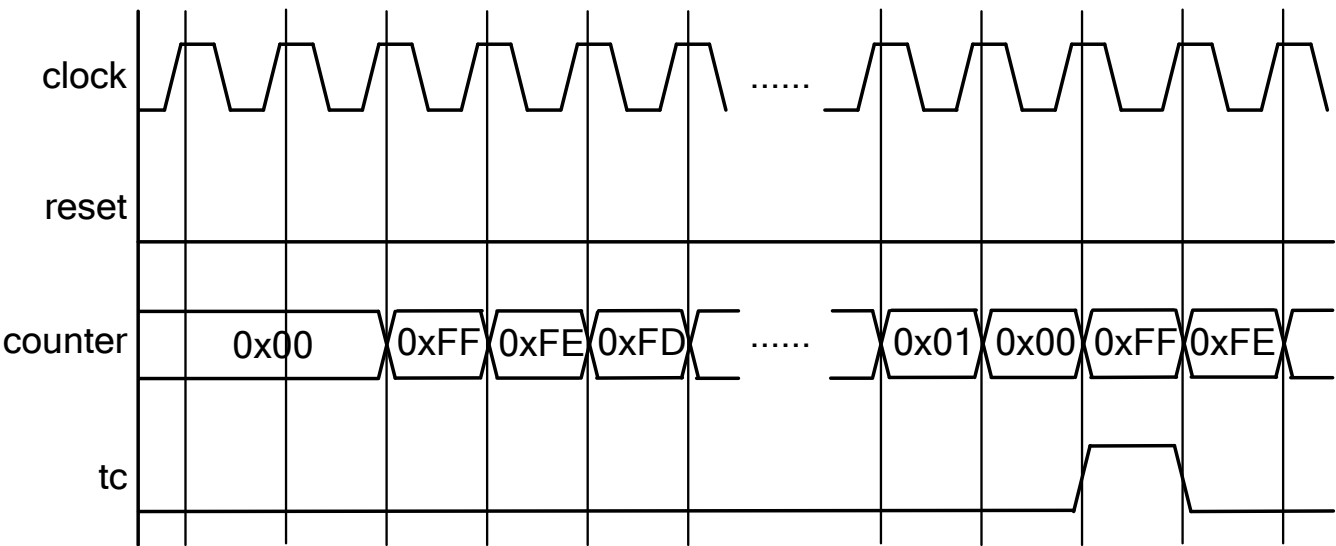 clock ......
reset
counter 0x00 0xFF 0xFE 0xFD ...... 0x01 0x00 0xFF 0xFE
tc